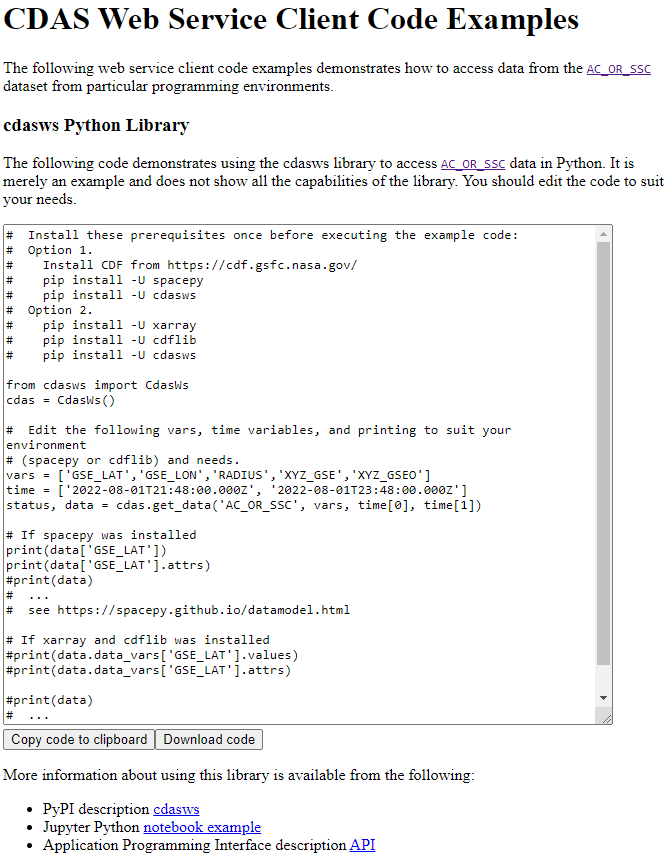 CDAS Web Service Client Code Examples
The following web service client code examples demonstrates how to access data from the AC_OR_SSC
dataset from particular programming environments.
cdasws Python Library
The following code demonstrates using the cdasws library to access AC_OR_SSC data in Python. It is
merely an example and does not show all the capabilities of the library. You should edit the code to suit
your needs.
#  Install these prerequisites once before executing the example code:
#  Option 1.
#    Install CDF from https://cdf.gsfc.nasa.gov/
#    pip install -U spacepy
#    pip install -U cdasws
#  Option 2.
#    pip install -U xarray
#    pip install -U cdflib
#    pip install -U cdasws
from cdasws import CdasWs
cdas = CdasWs()
#  Edit the following vars, time variables, and printing to suit your
environment
# (spacepy or cdflib) and needs.
vars = ['GSE_LAT','GSE_LON','RADIUS','XYZ_GSE','XYZ_GSEO']
time = ['2022-08-01T21:48:00.000Z', '2022-08-01T23:48:00.000Z']
status, data = cdas.get_data('AC_OR_SSC', vars, time[0], time[1])
# If spacepy was installed
print(data['GSE_LAT'])
print(data['GSE_LAT'].attrs)
#print(data)
#  ...
#  see https://spacepy.github.io/datamodel.html
# If xarray and cdflib was installed
#print(data.data_vars['GSE_LAT'].values)
#print(data.data_vars['GSE_LAT'].attrs)
#print(data)
#  ...
Copy code to clipboard Download code
More information about using this library is available from the following:
• PyPI description cdasws
• Jupyter Python notebook example
• Application Programming Interface description API